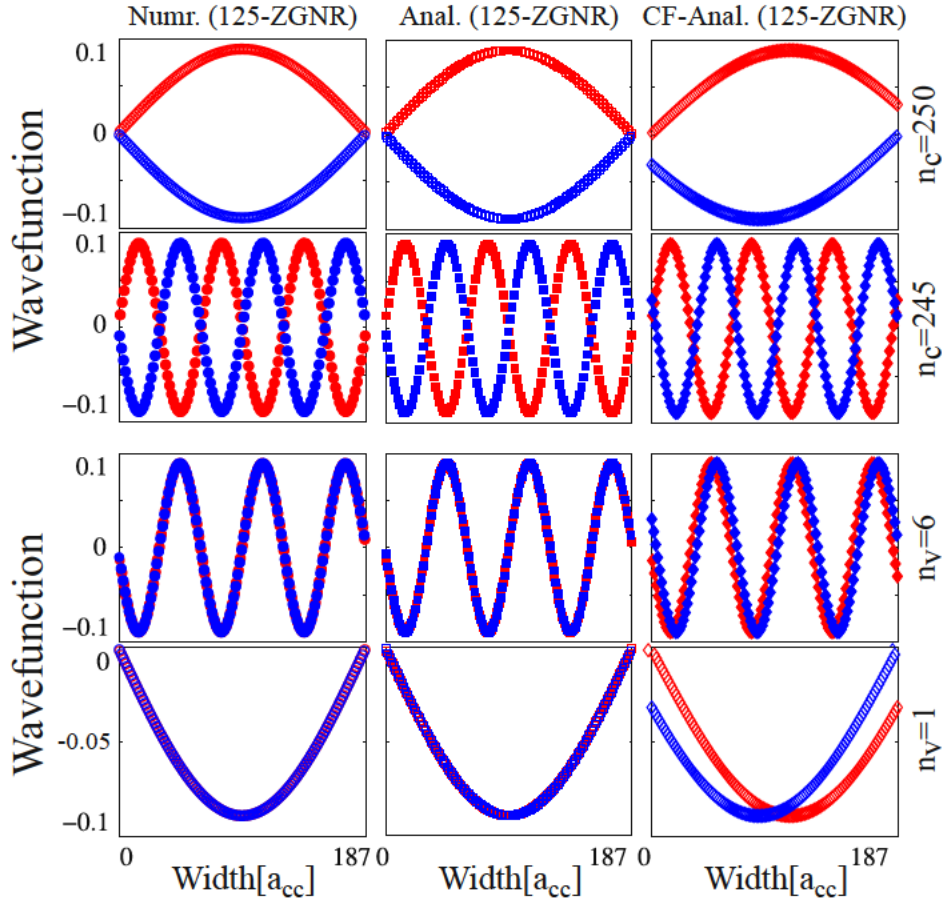 Numr. (125-ZGNR) Anal. (125-ZGNR) CF-Anal. (125-ZGNR)
Wavefunction
0.1
0
−0.1
n_c=250
0.1
0
−0.1
n_c=245
Wavefunction
0.1
0
−0.1
n_v=6
0
-0.05
−0.1
n_v=1
0 187 0 187 0 187
Width[a_cc] Width[a_cc] Width[a_cc]